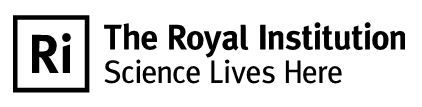 Ri
The Royal Institution
Science Lives Here